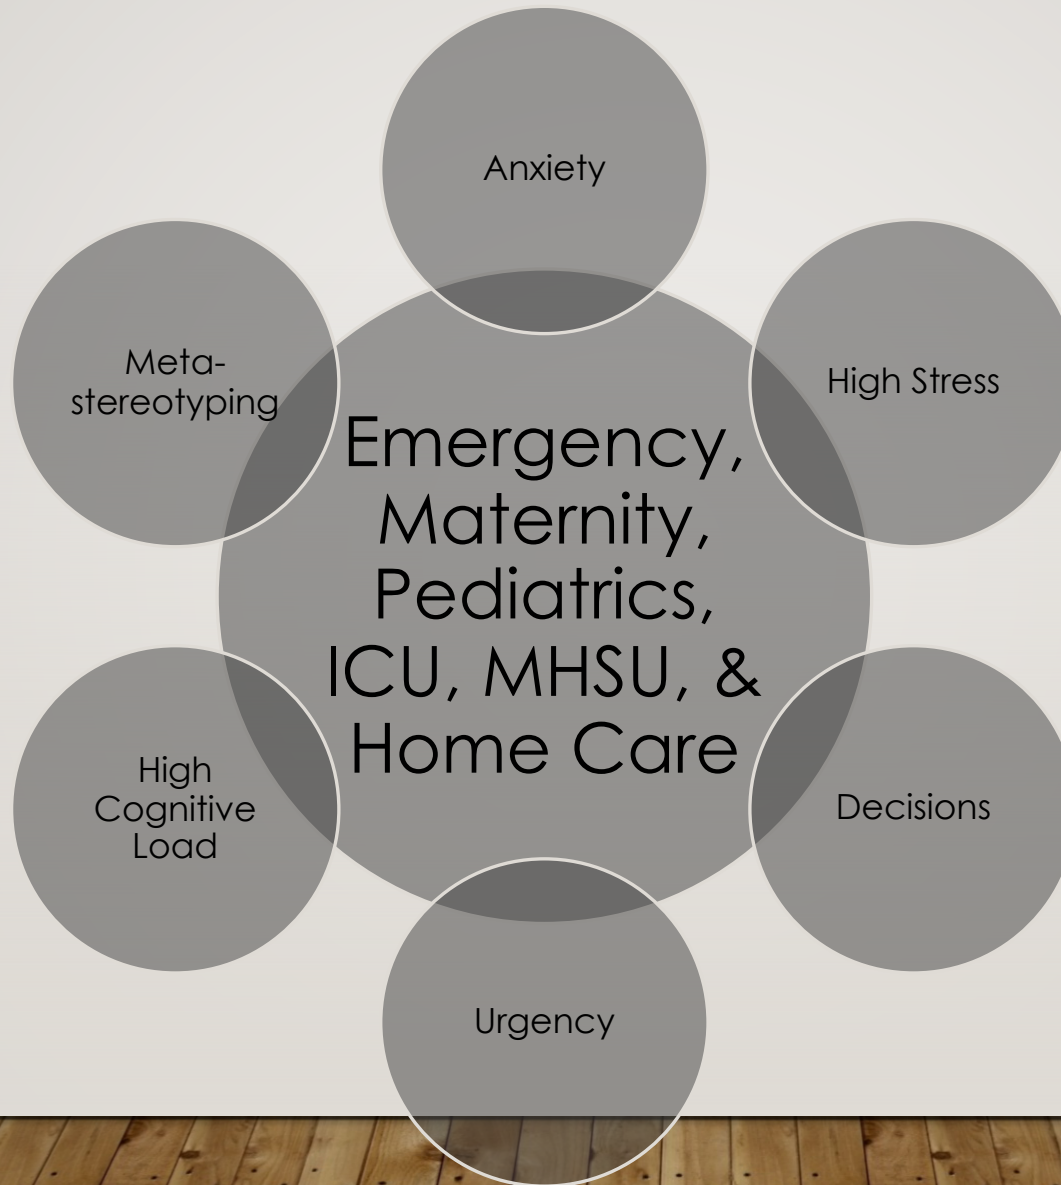 Anxiety
Meta-
stereotyping
High Stress
Emergency,
Maternity,
Pediatrics,
ICU, MHSU, &
Home Care
High
Cognitive
Load
Decisions
Urgency